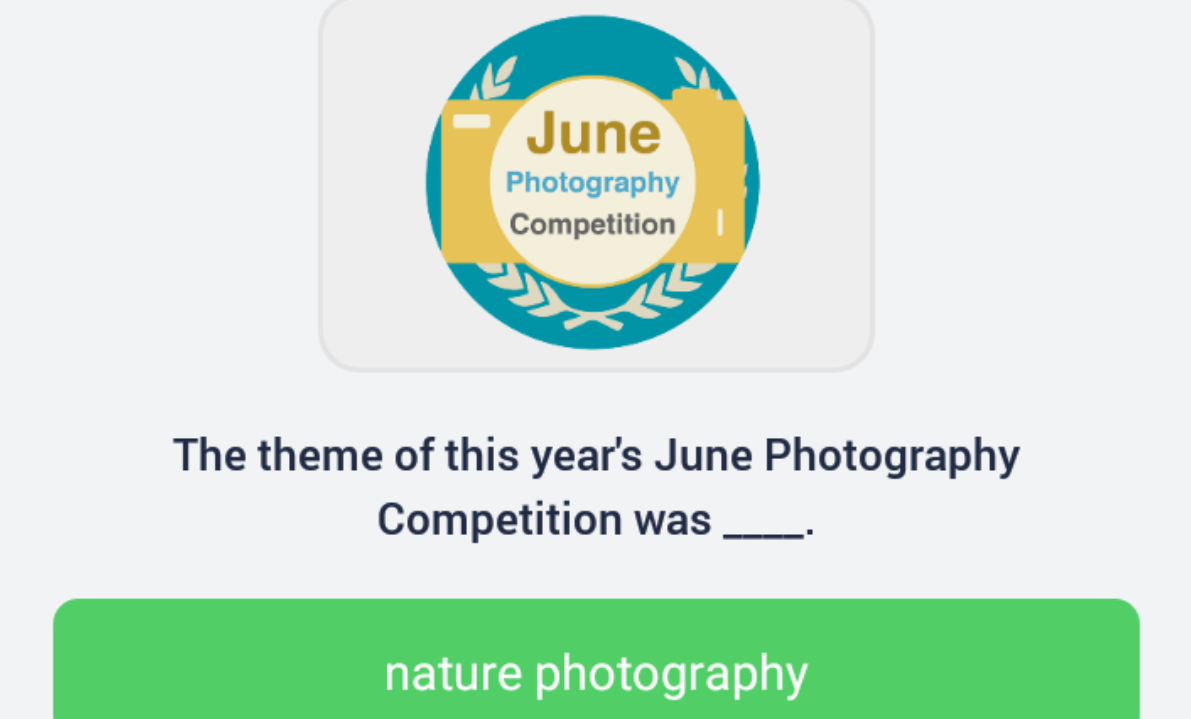 June
Photography
Competition
The theme of this year's June Photography
Competition was ____.
nature photography